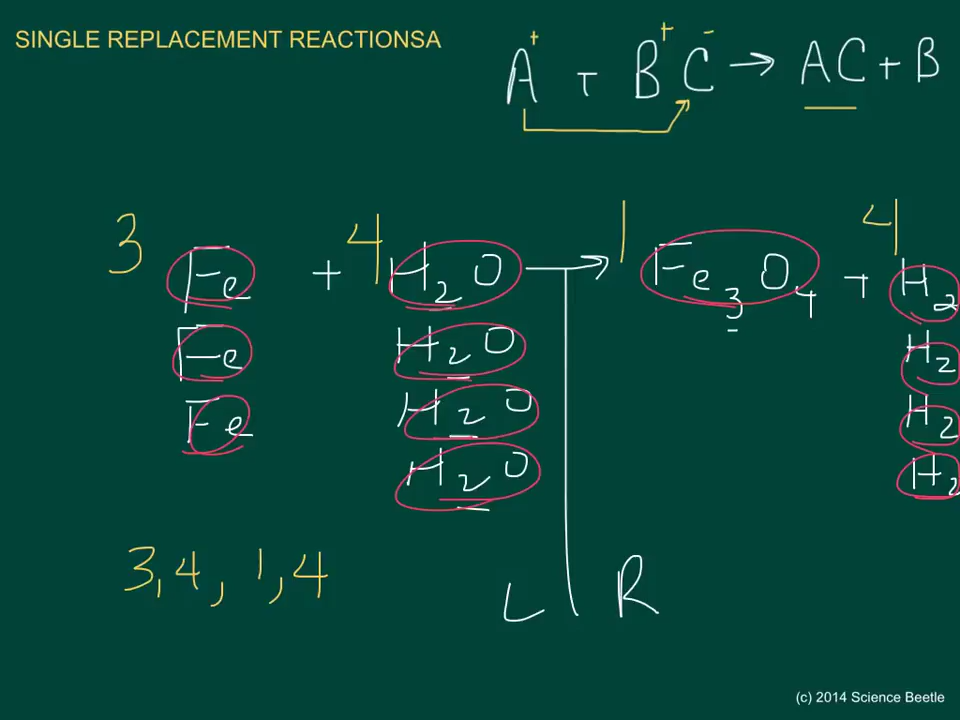 SINGLE REPLACEMENT REACTIONSA
A⁺ + B⁺ C⁻ → AC + B
3 Fe + 4 H₂O → 1 Fe₃O₄ + 4 H₂
Fe H₂O H₂
Fe H₂O H₂
H₂O H₂
3,4, 1,4
L R
(c) 2014 Science Beetle